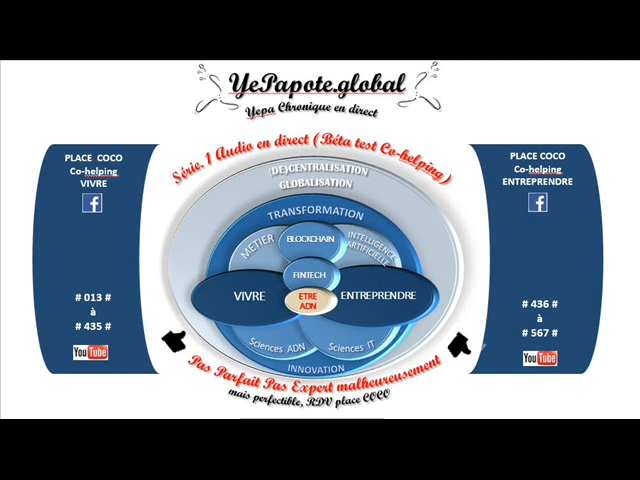 YePapote.global
Yepa Chronique en direct
Série, 1 Audio en direct ( Béta test Co-helping)
PLACE COCO
Co-helping
VIVRE
f
# 013 #
à
# 435 #
YouTube
(DE)CENTRALISATION
GLOBALISATION
TRANSFORMATION
METIER
BLOCKCHAIN
INTELLIGENCE
ARTIFICIELLE
FINTECH
VIVRE
ETRE
ADN
ENTREPRENDRE
Sciences ADN
Sciences IT
INNOVATION
PLACE COCO
Co-helping
ENTREPRENDRE
f
# 436 #
à
# 567 #
YouTube
Pas Parfait Pas Expert malheureusement
mais perfectible, RDV place COCO